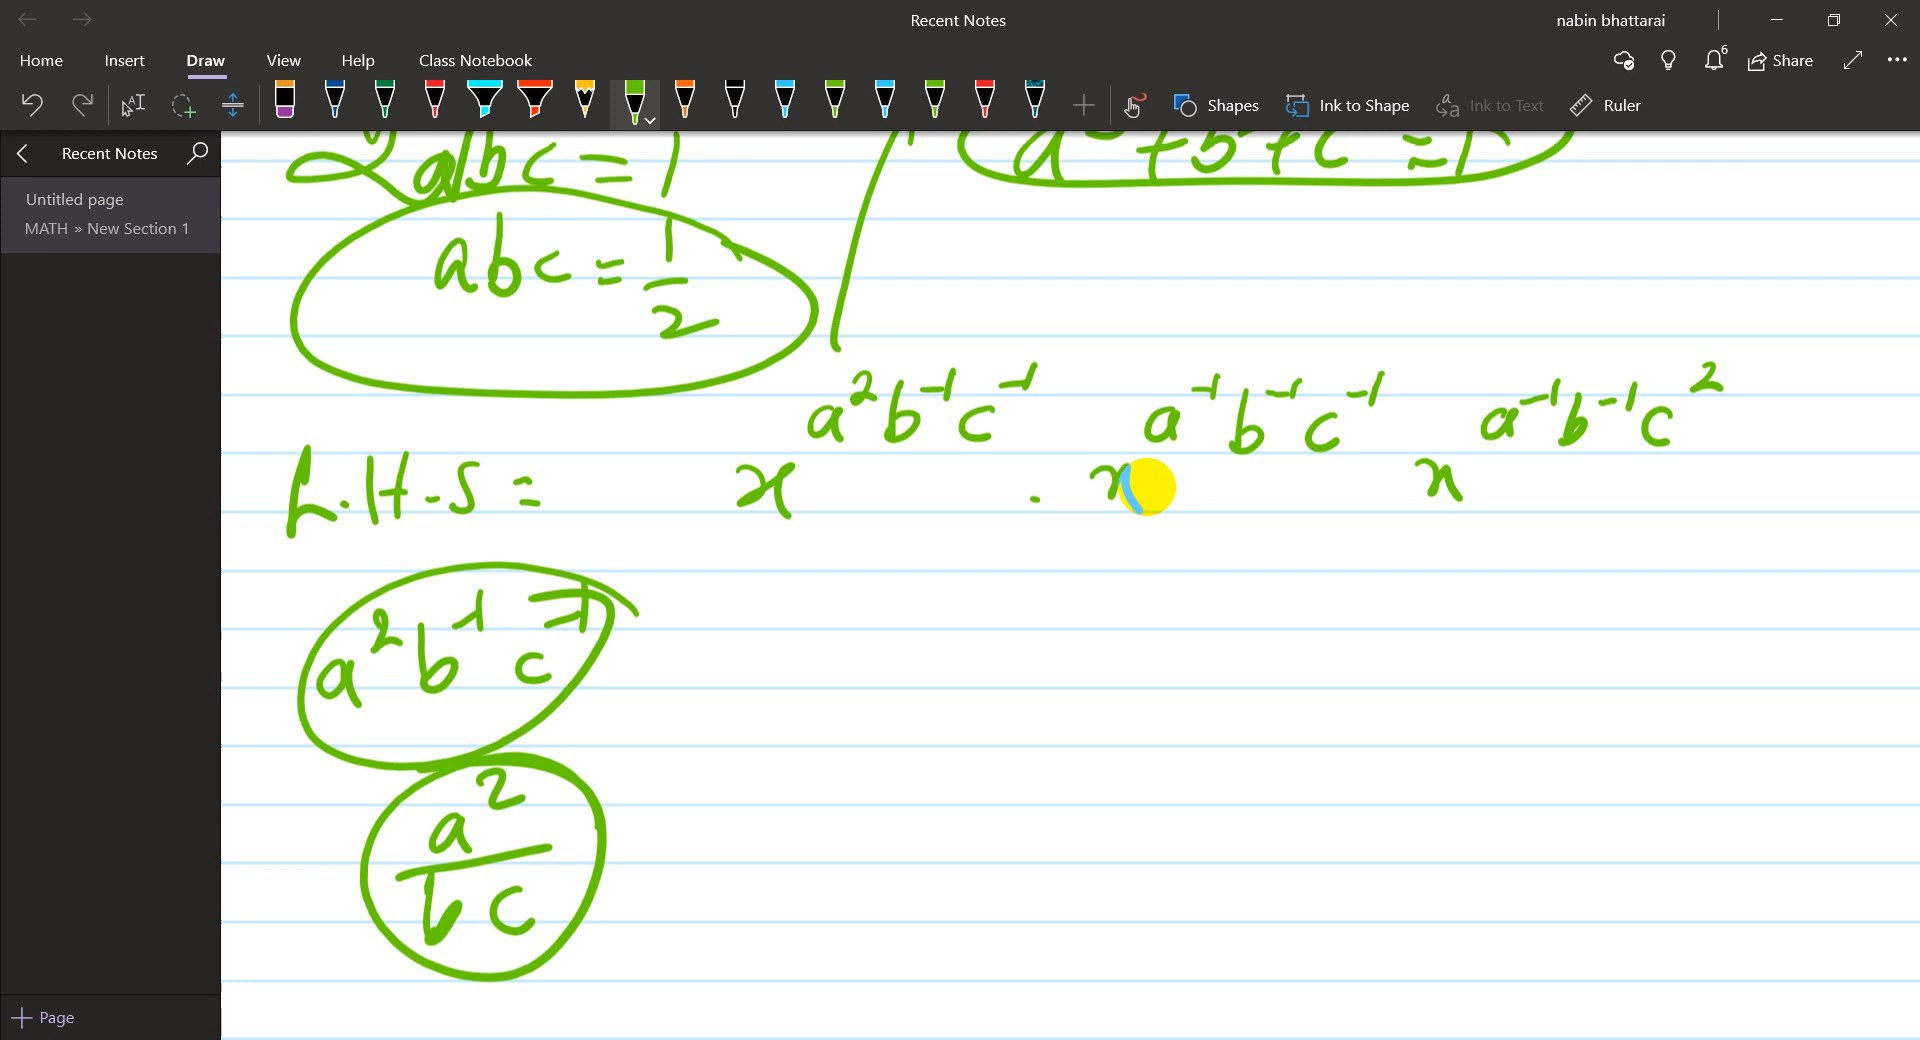 Recent Notes
nabin bhattarai
Home Insert Draw View Help Class Notebook
6
Share
Shapes Ink to Shape Ink to Text Ruler
Recent Notes
Untitled page
MATH » New Section 1
abc = 1
abc = 1/2
L.H.S = x^(a²b⁻¹c⁻¹) . x^(a⁻¹b⁻¹c⁻¹) x^(a⁻¹b⁻¹c²)
a²b⁻¹c⁻¹
a²/bc
Page